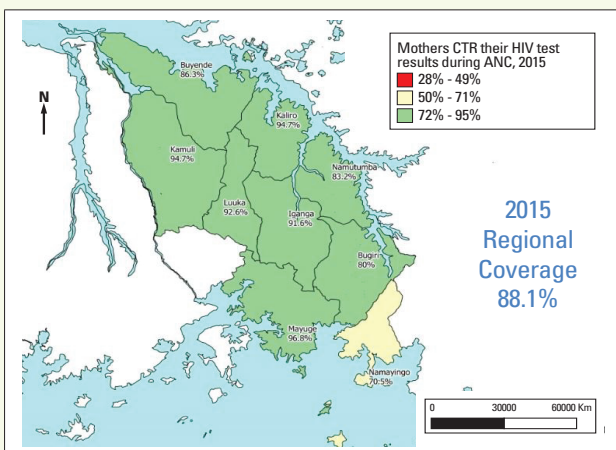 Mothers CTR their HIV test
results during ANC, 2015
28% - 49%
50% - 71%
72% - 95%
N
Buyende
86.3%
Kaliro
94.7%
Kamuli
94.7%
Namutumba
83.2%
Luuka
92.6%
Iganga
91.6%
Bugiri
80%
Mayuge
96.8%
Namayingo
70.5%
2015
Regional
Coverage
88.1%
0 30000 60000 Km